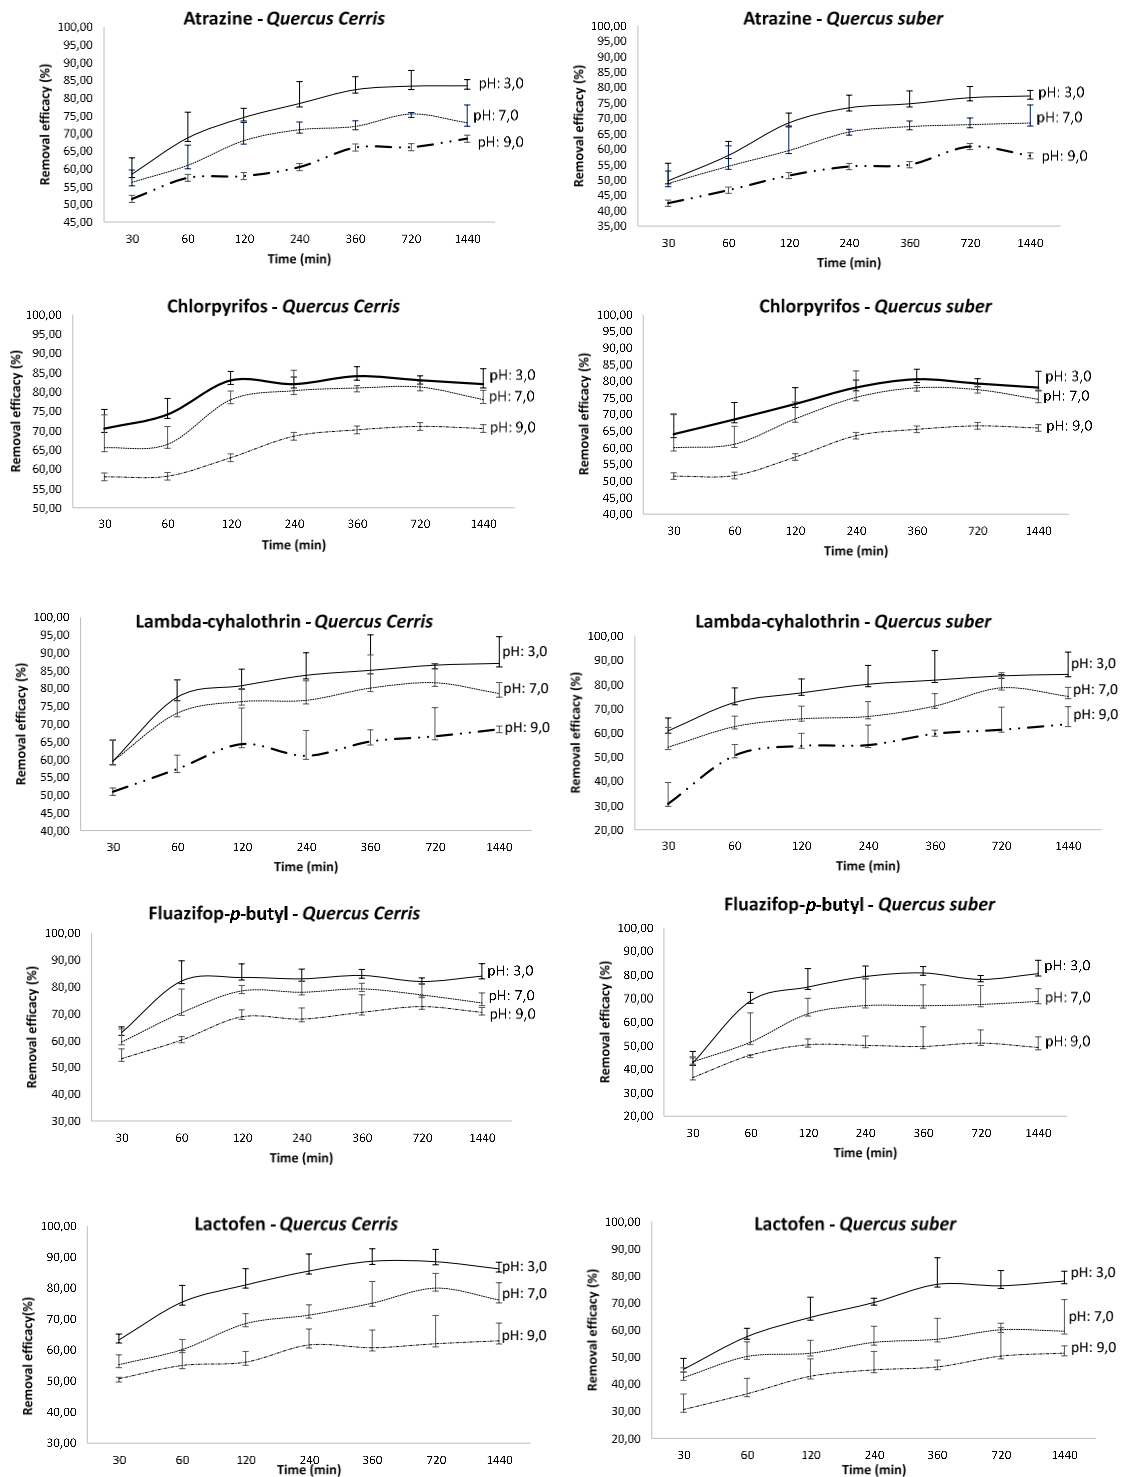 Atrazine - Quercus Cerris
100,00
95,00
90,00
85,00
80,00
75,00
70,00
65,00
60,00
55,00
50,00
45,00
Removal efficacy (%)
pH: 3,0
pH: 7,0
pH: 9,0
30 60 120 240 360 720 1440
Time (min)
Atrazine - Quercus suber
100,00
95,00
90,00
85,00
80,00
75,00
70,00
65,00
60,00
55,00
50,00
45,00
40,00
35,00
Removal efficacy (%)
pH: 3,0
pH: 7,0
pH: 9,0
30 60 120 240 360 720 1440
Time (min)
Chlorpyrifos - Quercus Cerris
100,00
95,00
90,00
85,00
80,00
75,00
70,00
65,00
60,00
55,00
50,00
Removal efficacy (%)
pH: 3,0
pH: 7,0
pH: 9,0
30 60 120 240 360 720 1440
Time (min)
Chlorpyrifos - Quercus suber
100,00
95,00
90,00
85,00
80,00
75,00
70,00
65,00
60,00
55,00
50,00
45,00
40,00
Removal efficacy (%)
pH: 3,0
pH: 7,0
pH: 9,0
30 60 120 240 360 720 1440
Time (min)
Lambda-cyhalothrin - Quercus Cerris
100,00
95,00
90,00
85,00
80,00
75,00
70,00
65,00
60,00
55,00
50,00
45,00
40,00
Removal efficacy (%)
pH: 3,0
pH: 7,0
pH: 9,0
30 60 120 240 360 720 1440
Time (min)
Lambda-cyhalothrin - Quercus suber
100,00
90,00
80,00
70,00
60,00
50,00
40,00
30,00
20,00
Removal efficacy (%)
pH: 3,0
pH: 7,0
pH: 9,0
30 60 120 240 360 720 1440
Time (min)
Fluazifop-p-butyl - Quercus Cerris
100,00
90,00
80,00
70,00
60,00
50,00
40,00
30,00
Removal efficacy (%)
pH: 3,0
pH: 7,0
pH: 9,0
30 60 120 240 360 720 1440
Time (min)
Fluazifop-p-butyl - Quercus suber
100,00
90,00
80,00
70,00
60,00
50,00
40,00
30,00
20,00
Removal efficacy (%)
pH: 3,0
pH: 7,0
pH: 9,0
30 60 120 240 360 720 1440
Time (min)
Lactofen - Quercus Cerris
100,00
90,00
80,00
70,00
60,00
50,00
40,00
30,00
Removal efficacy(%)
pH: 3,0
pH: 7,0
pH: 9,0
30 60 120 240 360 720 1440
Time (min)
Lactofen - Quercus suber
100,00
90,00
80,00
70,00
60,00
50,00
40,00
30,00
20,00
Removal efficacy (%)
pH: 3,0
pH: 7,0
pH: 9,0
30 60 120 240 360 720 1440
Time (min)